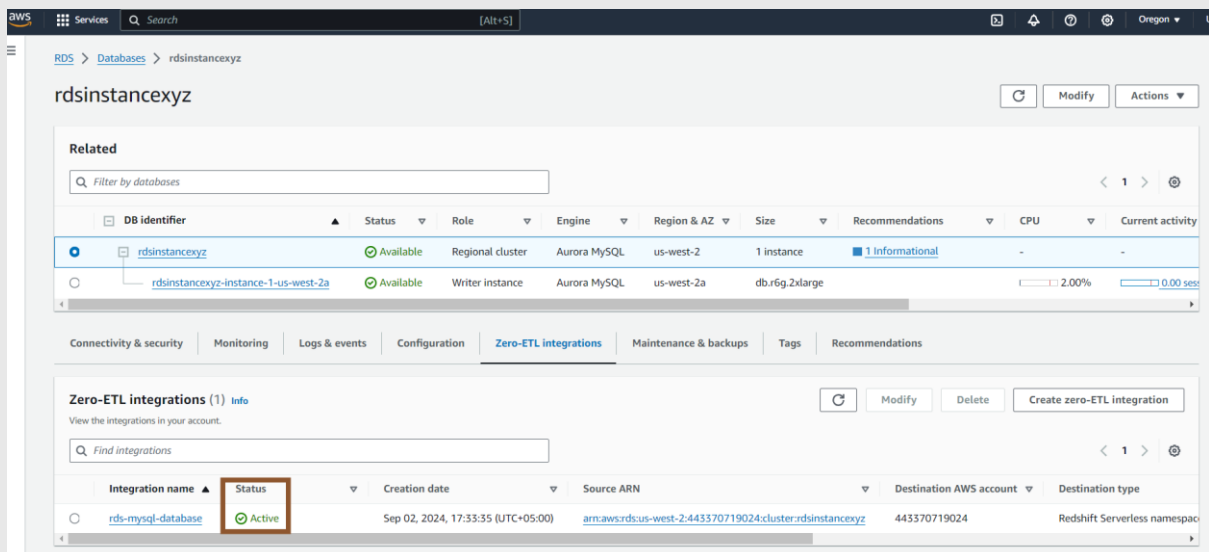 aws Services Search [Alt+S] Oregon
RDS > Databases > rdsinstancexyz
rdsinstancexyz Modify Actions
Related
Filter by databases 1
DB identifier Status Role Engine Region & AZ Size Recommendations CPU Current activity
rdsinstancexyz Available Regional cluster Aurora MySQL us-west-2 1 instance 1 Informational - -
rdsinstancexyz-instance-1-us-west-2a Available Writer instance Aurora MySQL us-west-2a db.r6g.2xlarge 2.00% 0.00
Connectivity & security Monitoring Logs & events Configuration Zero-ETL integrations Maintenance & backups Tags Recommendations
Zero-ETL integrations (1) Info Modify Delete Create zero-ETL integration
View the integrations in your account.
Find integrations 1
Integration name Status Creation date Source ARN Destination AWS account Destination type
rds-mysql-database Active Sep 02, 2024, 17:33:35 (UTC+05:00) arn:aws:rds:us-west-2:443370719024:cluster:rdsinstancexyz 443370719024 Redshift Serverless